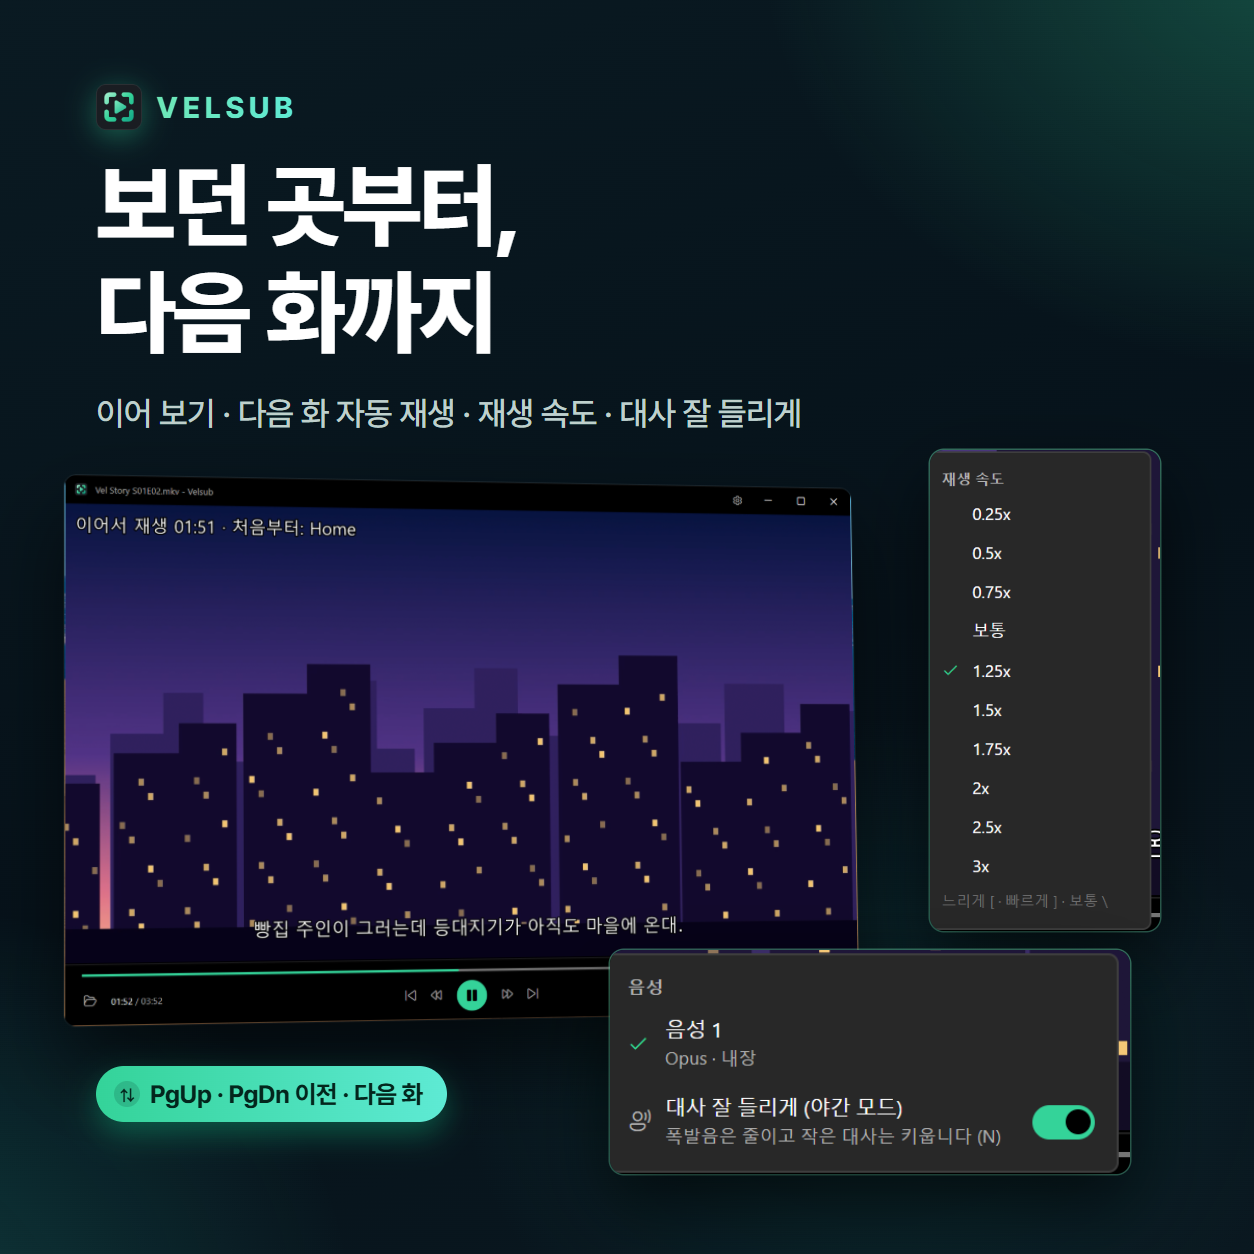 VELSUB
보던 곳부터,
다음 화까지
이어 보기 · 다음 화 자동 재생 · 재생 속도 · 대사 잘 들리게
Vel Story S01E02.mkv - Velsub
이어서 재생 01:51 · 처음부터: Home
빵집 주인이 그러는데 등대지기가 아직도 마을에 온대.
01:52 / 03:52
재생 속도
0.25x
0.5x
0.75x
보통
1.25x
1.5x
1.75x
2x
2.5x
3x
느리게 [ · 빠르게 ] · 보통 \
음성
음성 1
Opus · 내장
대사 잘 들리게 (야간 모드)
폭발음은 줄이고 작은 대사는 키웁니다 (N)
PgUp · PgDn 이전 · 다음 화